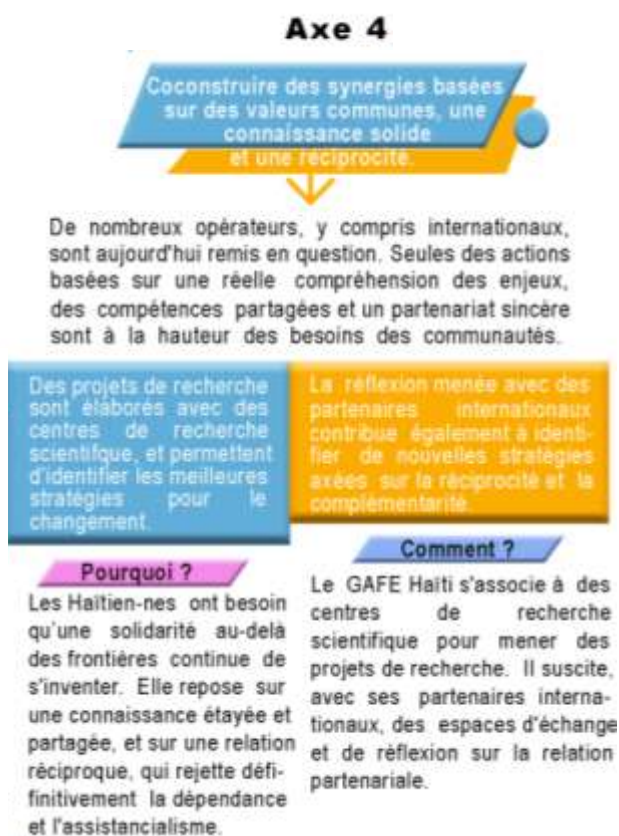 Axe 4
Coconstruire des synergies basées
sur des valeurs communes, une
connaissance solide
et une réciprocité.
De nombreux opérateurs, y compris internationaux,
sont aujourd'hui remis en question. Seules des actions
basées sur une réelle compréhension des enjeux,
des compétences partagées et un partenariat sincère
sont à la hauteur des besoins des communautés.
Des projets de recherche
sont élaborés avec des
centres de recherche
scientifque, et permettent
d'identifier les meilleures
stratégies pour le
changement.
La réflexion menée avec des
partenaires internationaux
contribue également à identi-
fier de nouvelles stratégies
axées sur la réciprocité et la
complémentarité.
Pourquoi ?
Les Haïtien-nes ont besoin
qu'une solidarité au-delà
des frontières continue de
s'inventer. Elle repose sur
une connaissance étayée et
partagée, et sur une relation
réciproque, qui rejette défi-
finitivement la dépendance
et l'assistancialisme.
Comment ?
Le GAFE Haïti s'associe à des
centres de recherche
scientifique pour mener des
projets de recherche. Il suscite,
avec ses partenaires interna-
tionaux, des espaces d'échange
et de réflexion sur la relation
partenariale.